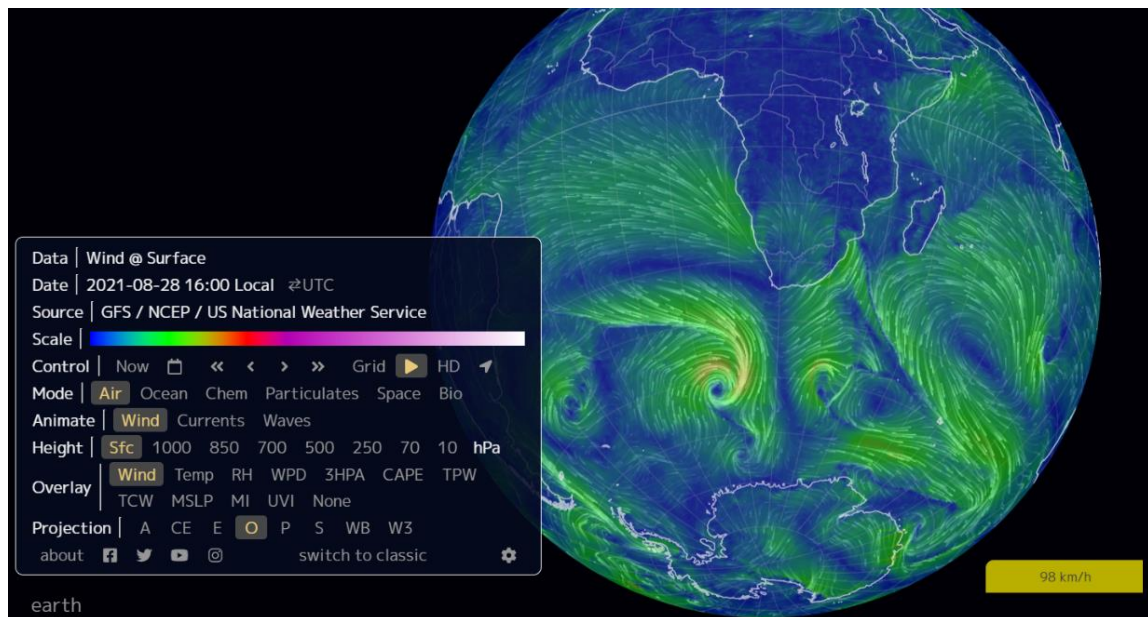 Data | Wind @ Surface
Date | 2021-08-28 16:00 Local ⇄UTC
Source | GFS / NCEP / US National Weather Service
Scale |
Control | Now « ‹ › » Grid HD
Mode | Air Ocean Chem Particulates Space Bio
Animate | Wind Currents Waves
Height | Sfc 1000 850 700 500 250 70 10 hPa
Overlay | Wind Temp RH WPD 3HPA CAPE TPW
TCW MSLP MI UVI None
Projection | A CE E O P S WB W3
about switch to classic
earth
98 km/h